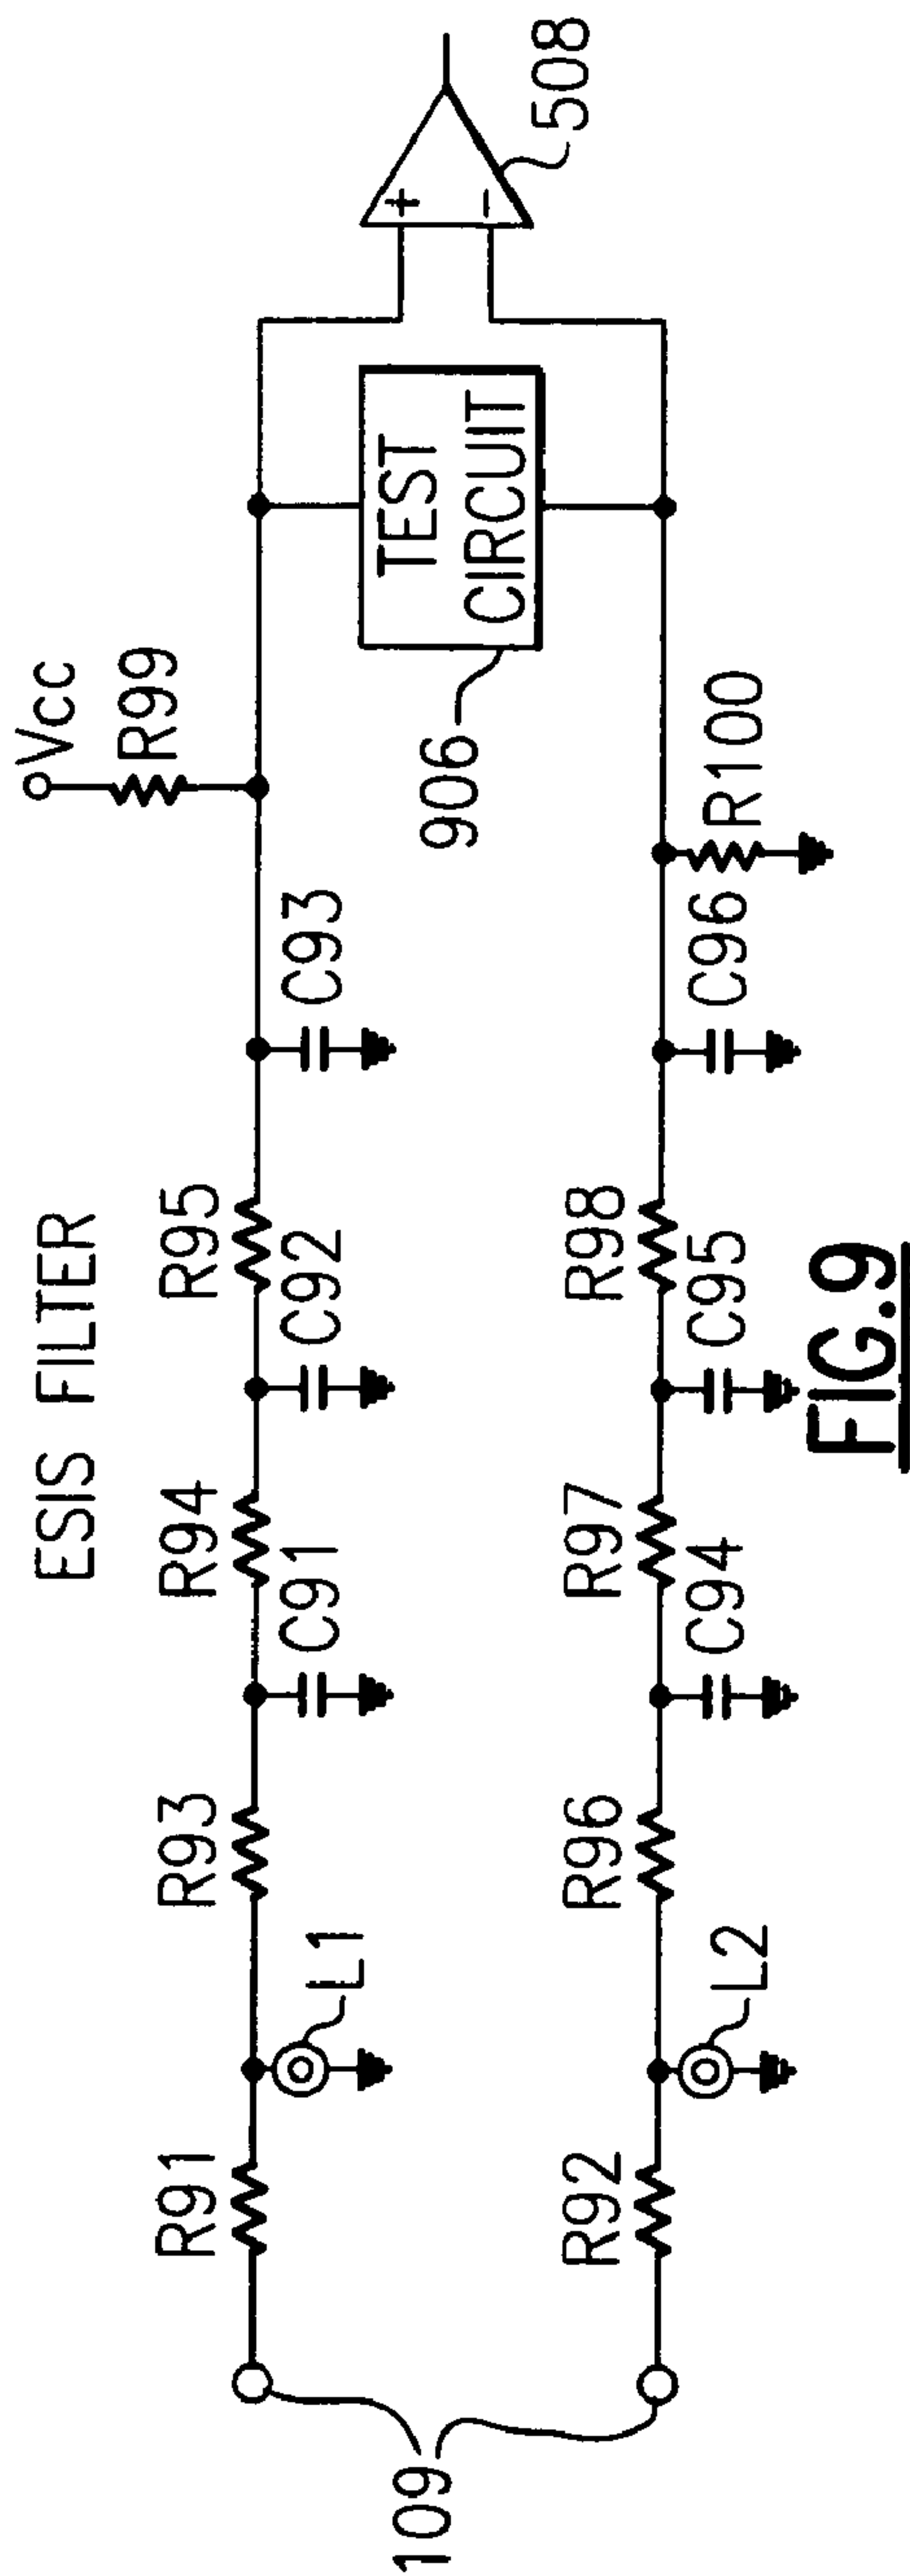 ESIS FILTER
Vcc
R99
R91
R93
R94
R95
L1
C91
C92
C93
109
TEST
CIRCUIT
+
-
508
906
R92
R96
R97
R98
L2
C94
C95
C96
R100
FIG.9